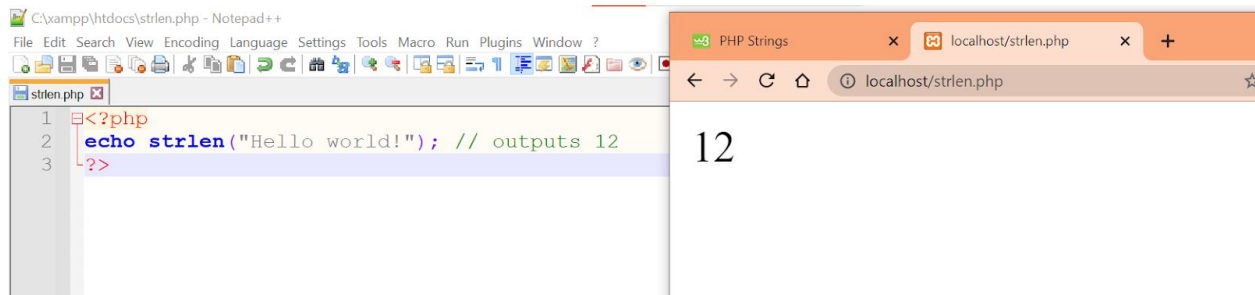 C:\xampp\htdocs\strlen.php - Notepad++
File Edit Search View Encoding Language Settings Tools Macro Run Plugins Window ?
strlen.php
1 <?php
2 echo strlen("Hello world!"); // outputs 12
3 ?>
PHP Strings
localhost/strlen.php
localhost/strlen.php
12